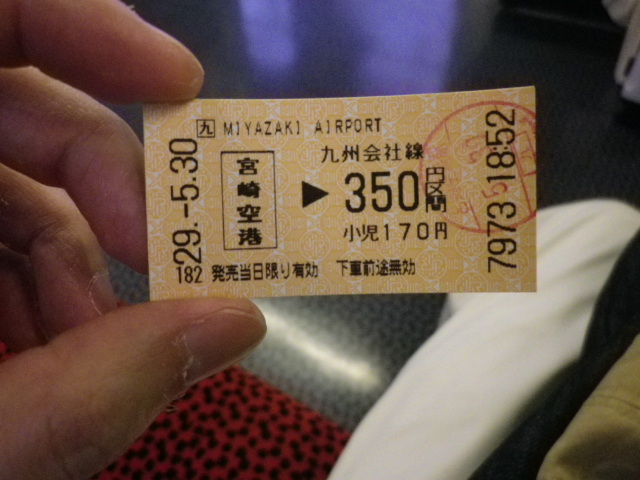 九 MIYAZAKI AIRPORT
宮崎空港
九州会社線
▶ 350円区間
小児170円
29.-5.30
182 発売当日限り有効 下車前途無効
7973 18:52